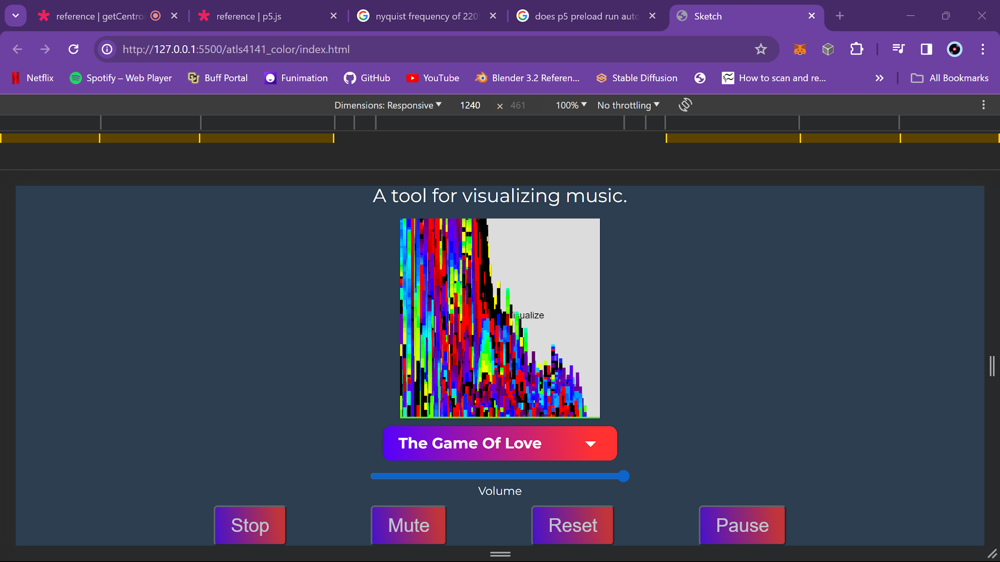 reference | getCentroi
reference | p5.js
nyquist frequency of 220
does p5 preload run auto
Sketch
http://127.0.0.1:5500/atls4141_color/index.html
Netflix
Spotify – Web Player
Buff Portal
Funimation
GitHub
YouTube
Blender 3.2 Referen...
Stable Diffusion
How to scan and re...
All Bookmarks
Dimensions: Responsive
1240 × 461
100%
No throttling
A tool for visualizing music.
isualize
The Game Of Love
Volume
Stop
Mute
Reset
Pause